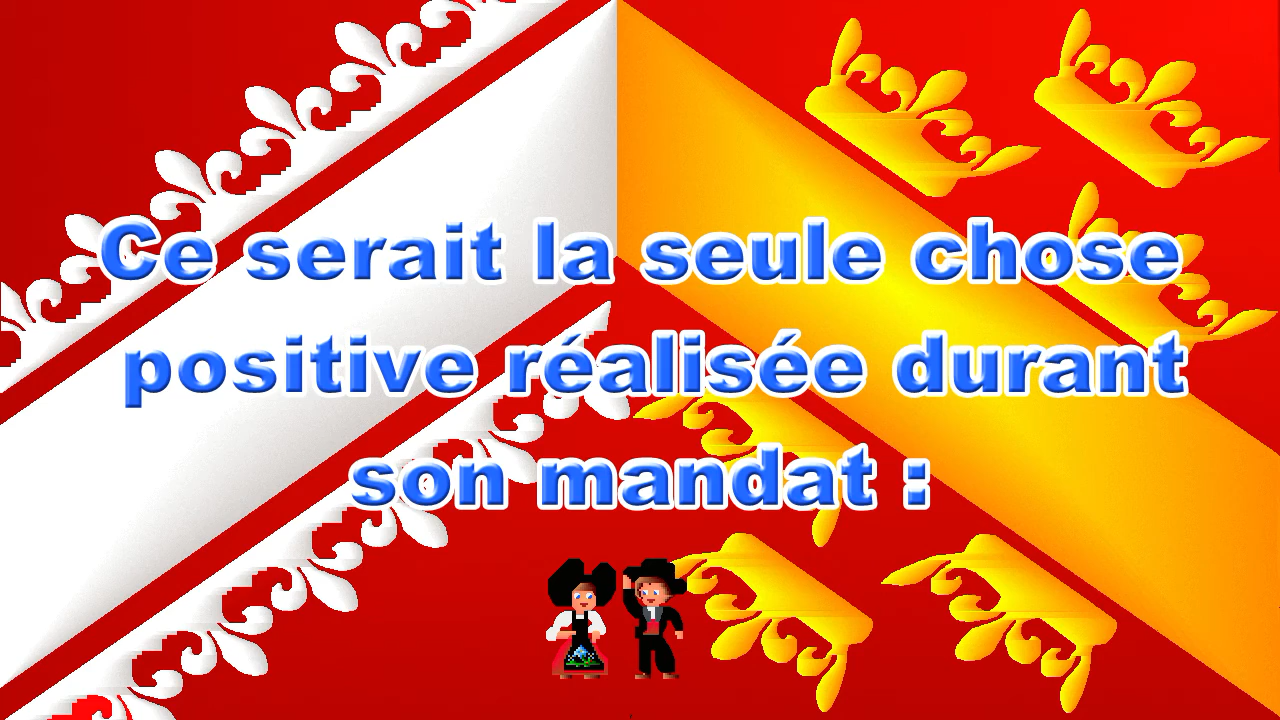 Ce serait la seule chose
positive réalisée durant
son mandat :